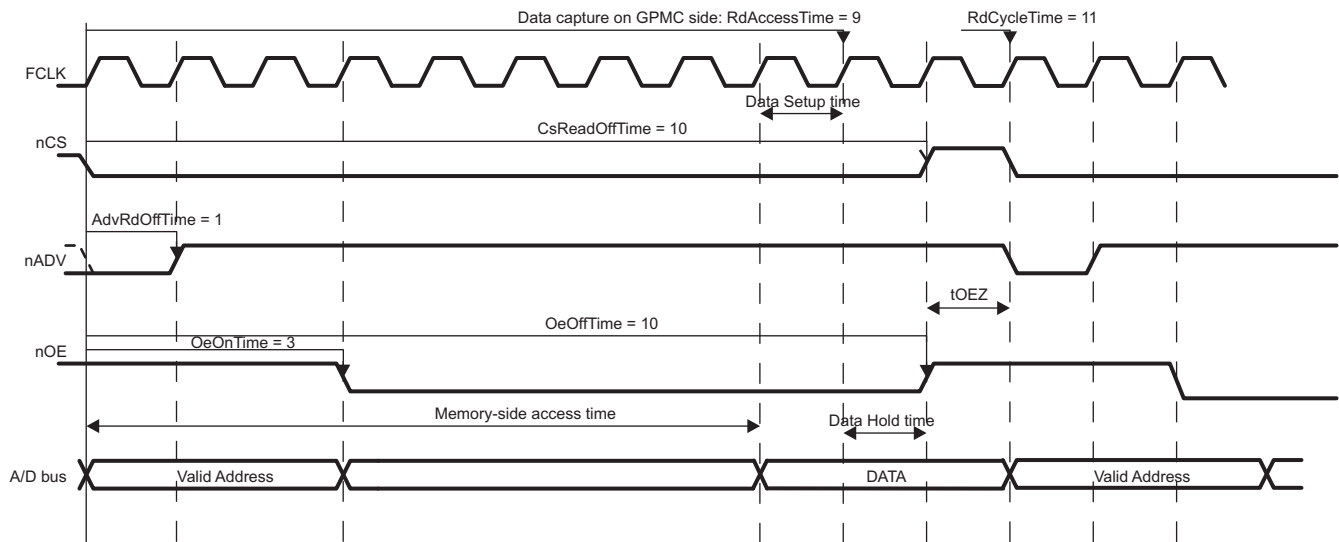 Data capture on GPMC side: RdAccessTime = 9
RdCycleTime = 11
FCLK
Data Setup time
CsReadOffTime = 10
nCS
AdvRdOffTime = 1
nADV
tOEZ
OeOffTime = 10
OeOnTime = 3
nOE
Memory-side access time
Data Hold time
A/D bus
Valid Address
DATA
Valid Address